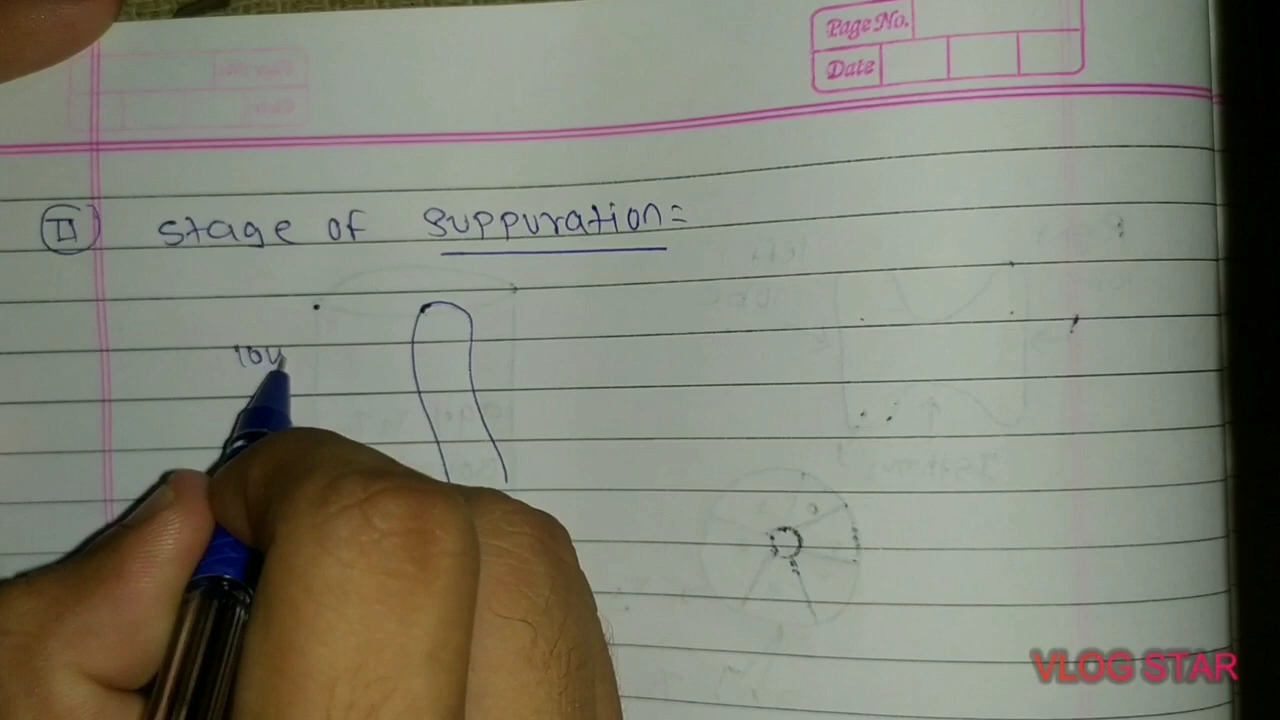 Page No.
Date
II) stage of suppuration=
VLOG STAR